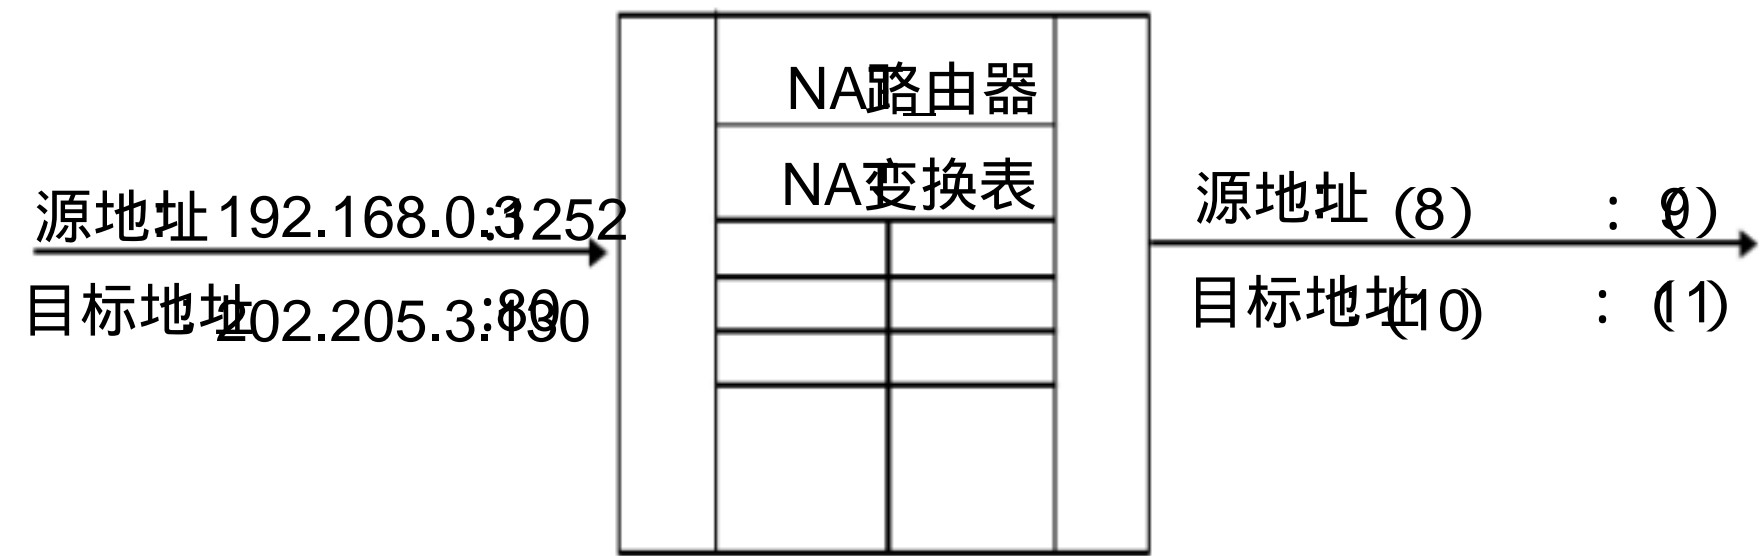 NAT路由器
NAT变换表
源地址:192.168.0.3:1252
目标地址:202.205.3.130:80
源地址:(8) : (9)
目标地址:(10) : (11)